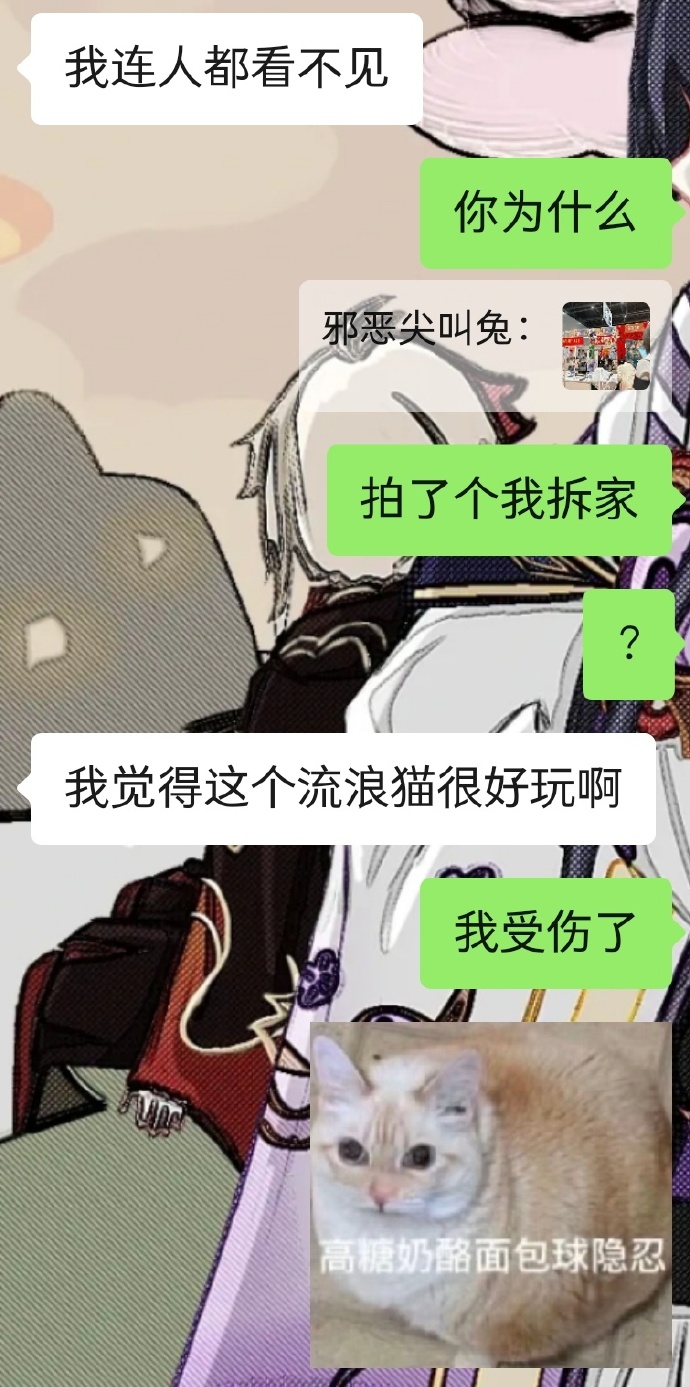 我连人都看不见
你为什么
邪恶尖叫兔：
拍了个我拆家
？
我觉得这个流浪猫很好玩啊
我受伤了
高糖奶酪面包球隐忍